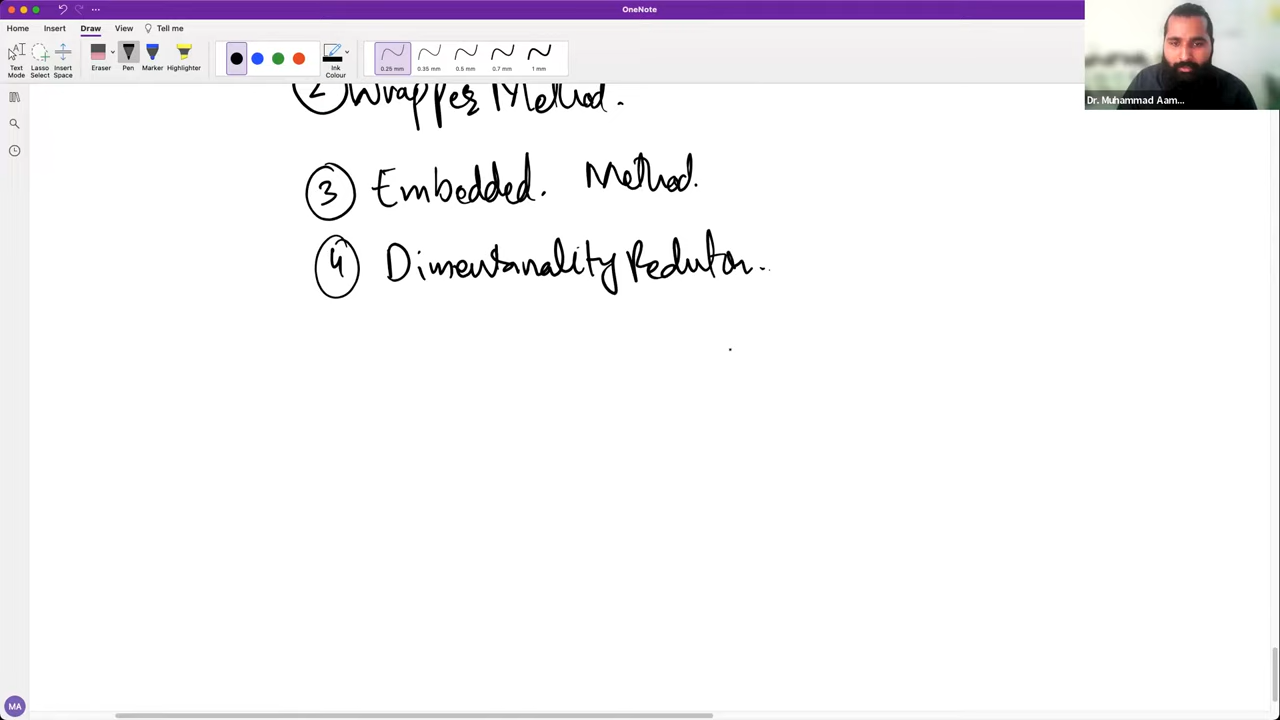 OneNote
Home Insert Draw View Tell me
Text Mode
Lasso Select
Insert Space
Eraser
Pen
Marker
Highlighter
Ink Colour
0.25 mm 0.35 mm 0.5 mm 0.7 mm 1 mm
Dr. Muhammad Aam...
2 Wrapper Method.
3 Embedded. Method.
4 Dimentanality Redution.
MA